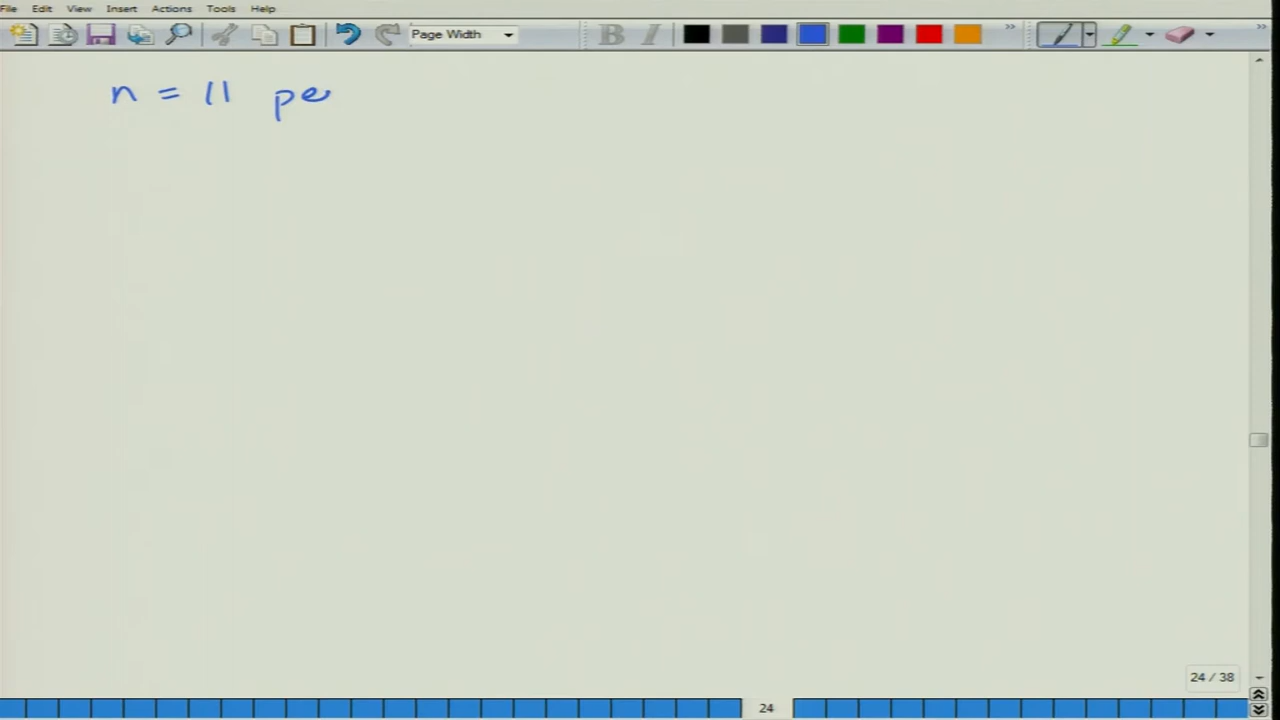 File Edit View Insert Actions Tools Help
Page Width B I
n = 11 pe
24 / 38
24